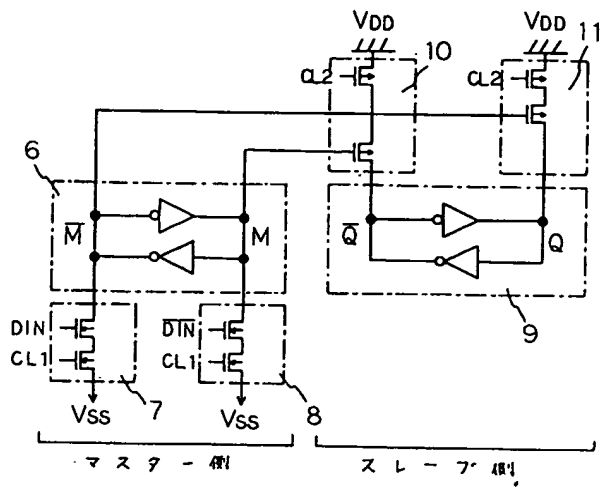 VDD VDD 11
10
CL2 CL2
6
M̅ M Q̅ Q
9
DIN D̅I̅N̅
CL1 CL1
7 8
VSS VSS
マスター側 スレーブ側